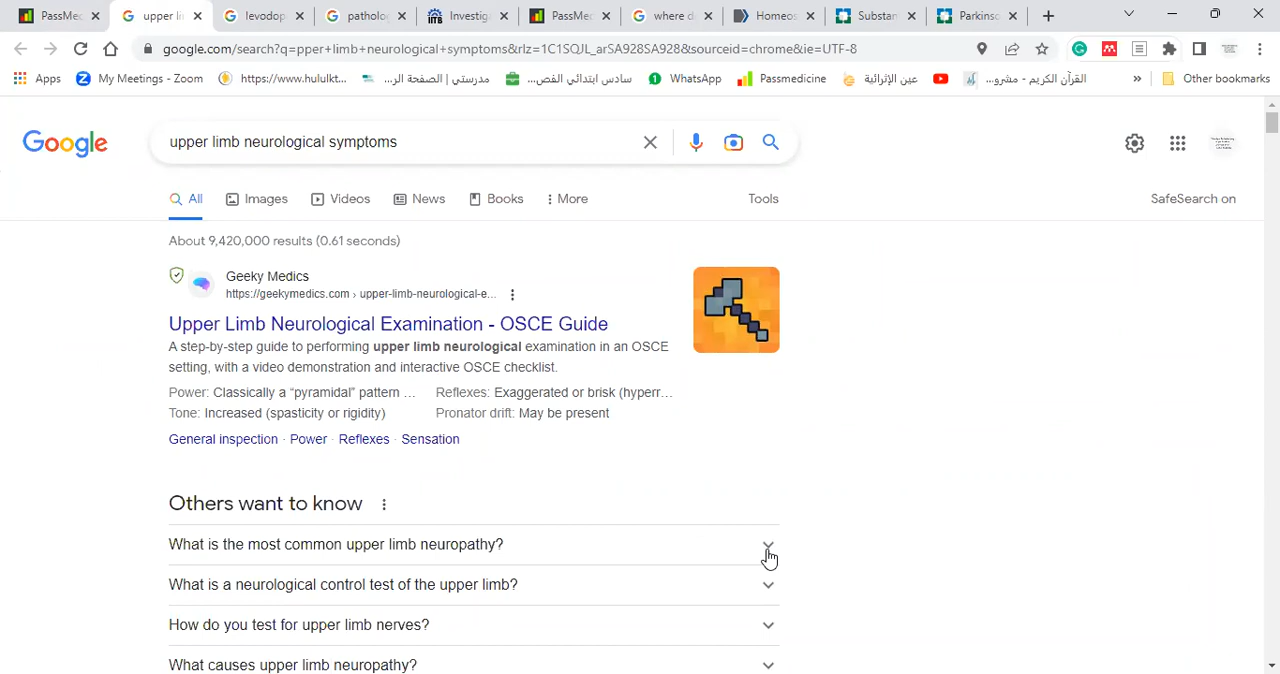 PassMed
upper li
levodop
patholog
Investiga
PassMed
where d
Homeos
Substan
Parkinso
google.com/search?q=pper+limb+neurological+symptoms&rlz=1C1SQJL_arSA928SA928&sourceid=chrome&ie=UTF-8
Apps
My Meetings - Zoom
https://www.hululkt...
مدرستي | الصفحة الر...
سادس ابتدائي الفص...
WhatsApp
Passmedicine
عين الإثرائية
القرآن الكريم - مشرو...
»
Other bookmarks
Google
upper limb neurological symptoms
All
Images
Videos
News
Books
More
Tools
SafeSearch on
About 9,420,000 results (0.61 seconds)
Geeky Medics
https://geekymedics.com › upper-limb-neurological-e...
Upper Limb Neurological Examination - OSCE Guide
A step-by-step guide to performing upper limb neurological examination in an OSCE
setting, with a video demonstration and interactive OSCE checklist.
Power: Classically a “pyramidal” pattern ... Reflexes: Exaggerated or brisk (hyperr...
Tone: Increased (spasticity or rigidity) Pronator drift: May be present
General inspection · Power · Reflexes · Sensation
Others want to know
What is the most common upper limb neuropathy?
What is a neurological control test of the upper limb?
How do you test for upper limb nerves?
What causes upper limb neuropathy?